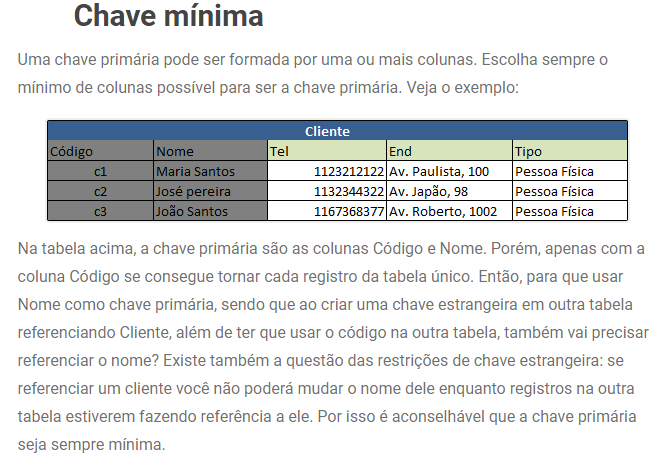 Chave mínima
Uma chave primária pode ser formada por uma ou mais colunas. Escolha sempre o
mínimo de colunas possível para ser a chave primária. Veja o exemplo:
Cliente
Código Nome Tel End Tipo
c1 Maria Santos 1123212122 Av. Paulista, 100 Pessoa Física
c2 José pereira 1132344322 Av. Japão, 98 Pessoa Física
c3 João Santos 1167368377 Av. Roberto, 1002 Pessoa Física
Na tabela acima, a chave primária são as colunas Código e Nome. Porém, apenas com a
coluna Código se consegue tornar cada registro da tabela único. Então, para que usar
Nome como chave primária, sendo que ao criar uma chave estrangeira em outra tabela
referenciando Cliente, além de ter que usar o código na outra tabela, também vai precisar
referenciar o nome? Existe também a questão das restrições de chave estrangeira: se
referenciar um cliente você não poderá mudar o nome dele enquanto registros na outra
tabela estiverem fazendo referência a ele. Por isso é aconselhável que a chave primária
seja sempre mínima.